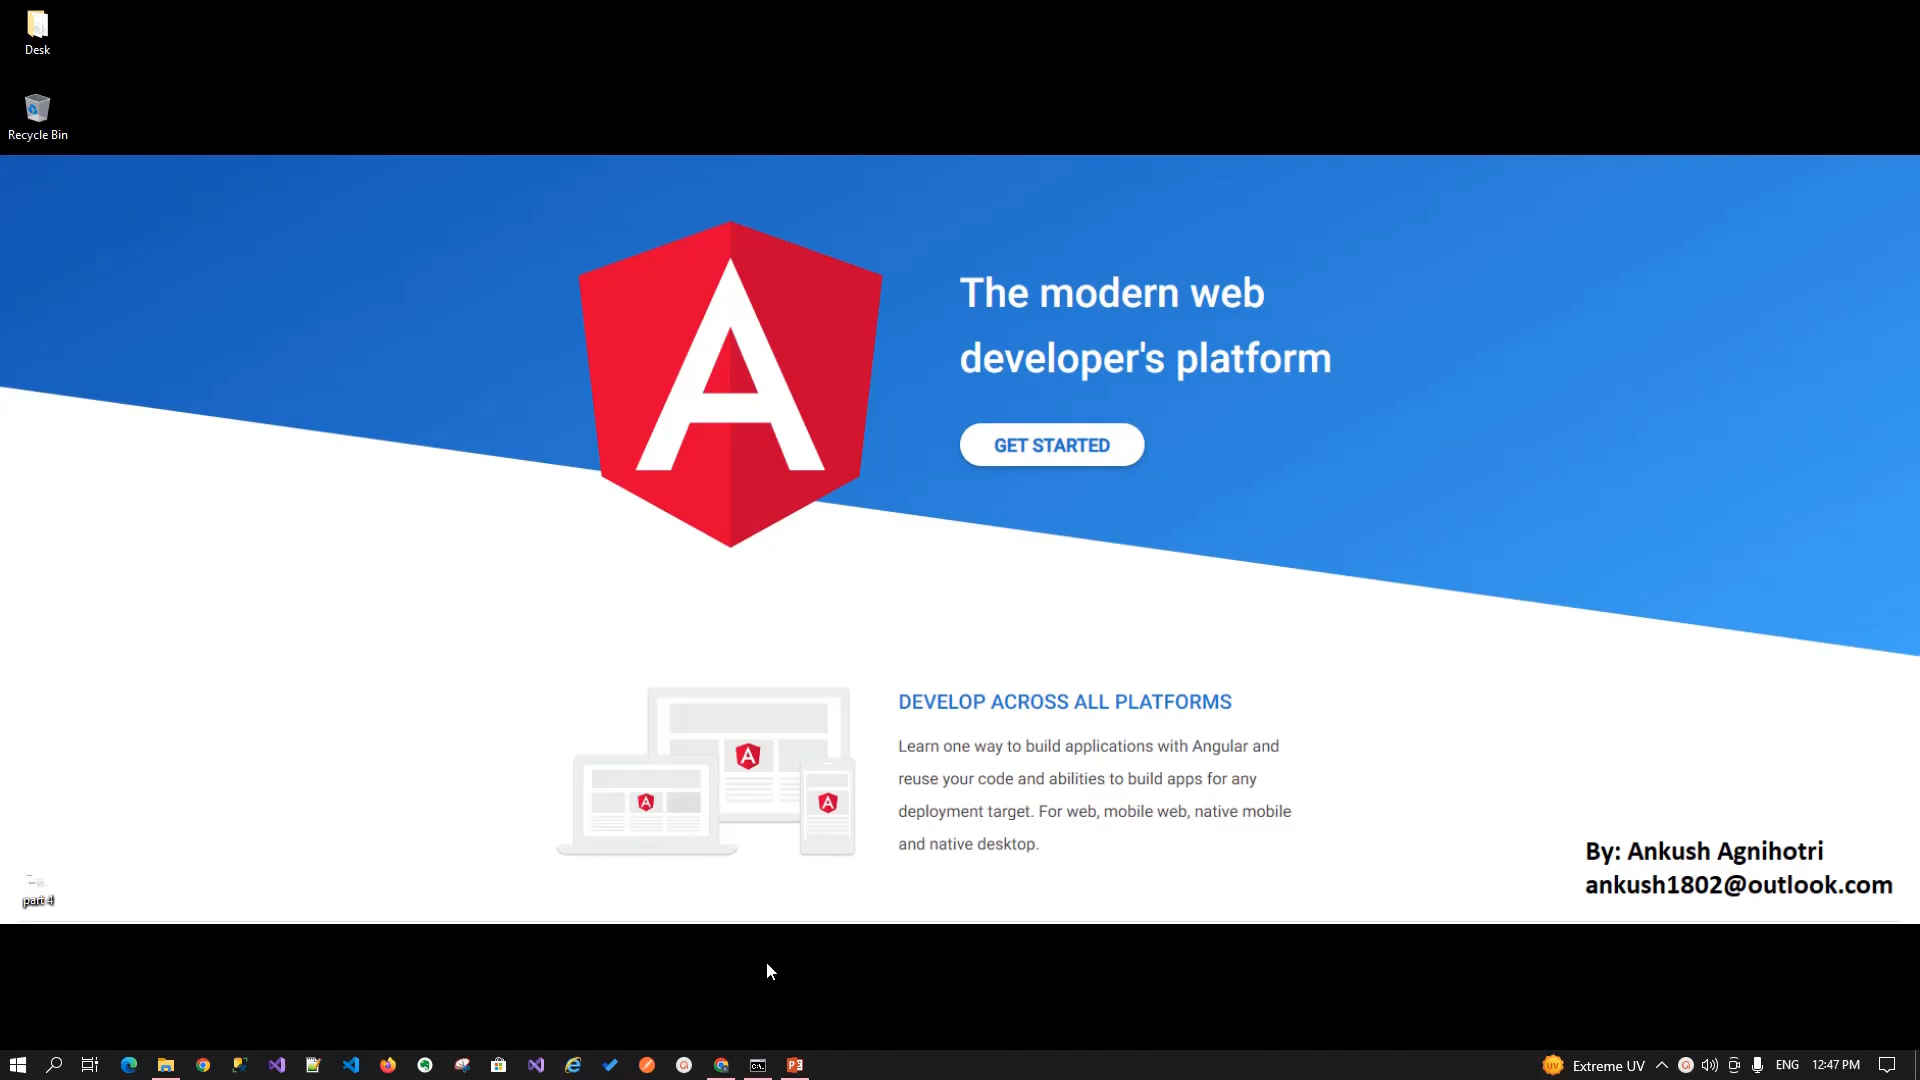 Desk
Recycle Bin
The modern web
developer's platform
GET STARTED
DEVELOP ACROSS ALL PLATFORMS
Learn one way to build applications with Angular and
reuse your code and abilities to build apps for any
deployment target. For web, mobile web, native mobile
and native desktop.
By: Ankush Agnihotri
ankush1802@outlook.com
part 4
Extreme UV
ENG
12:47 PM